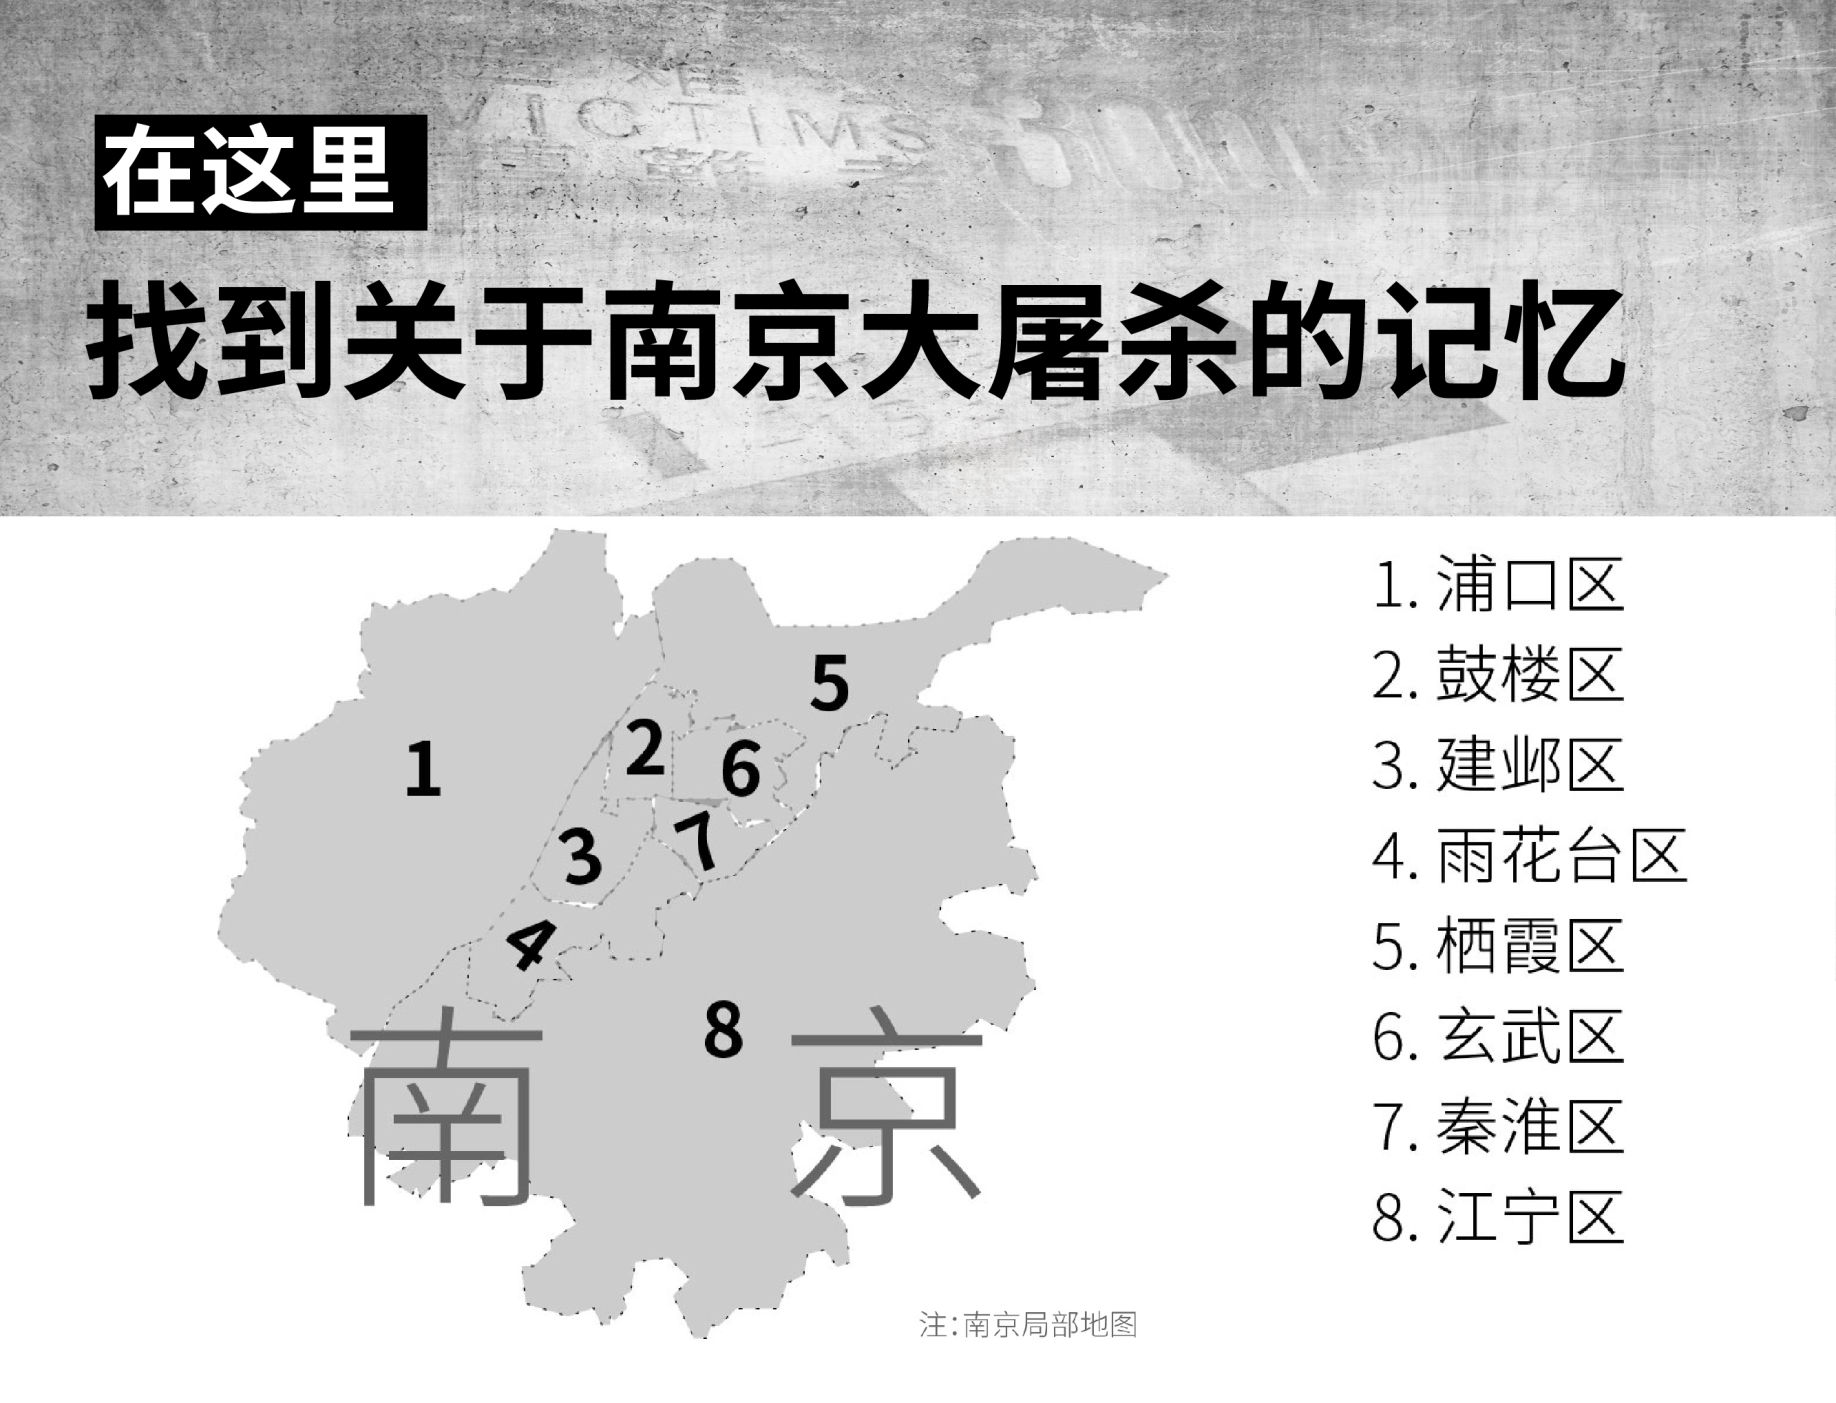 VICTIMS 300000
在这里
找到关于南京大屠杀的记忆
1
2
3
4
5
6
7
8
南京
注:南京局部地图
1. 浦口区
2. 鼓楼区
3. 建邺区
4. 雨花台区
5. 栖霞区
6. 玄武区
7. 秦淮区
8. 江宁区